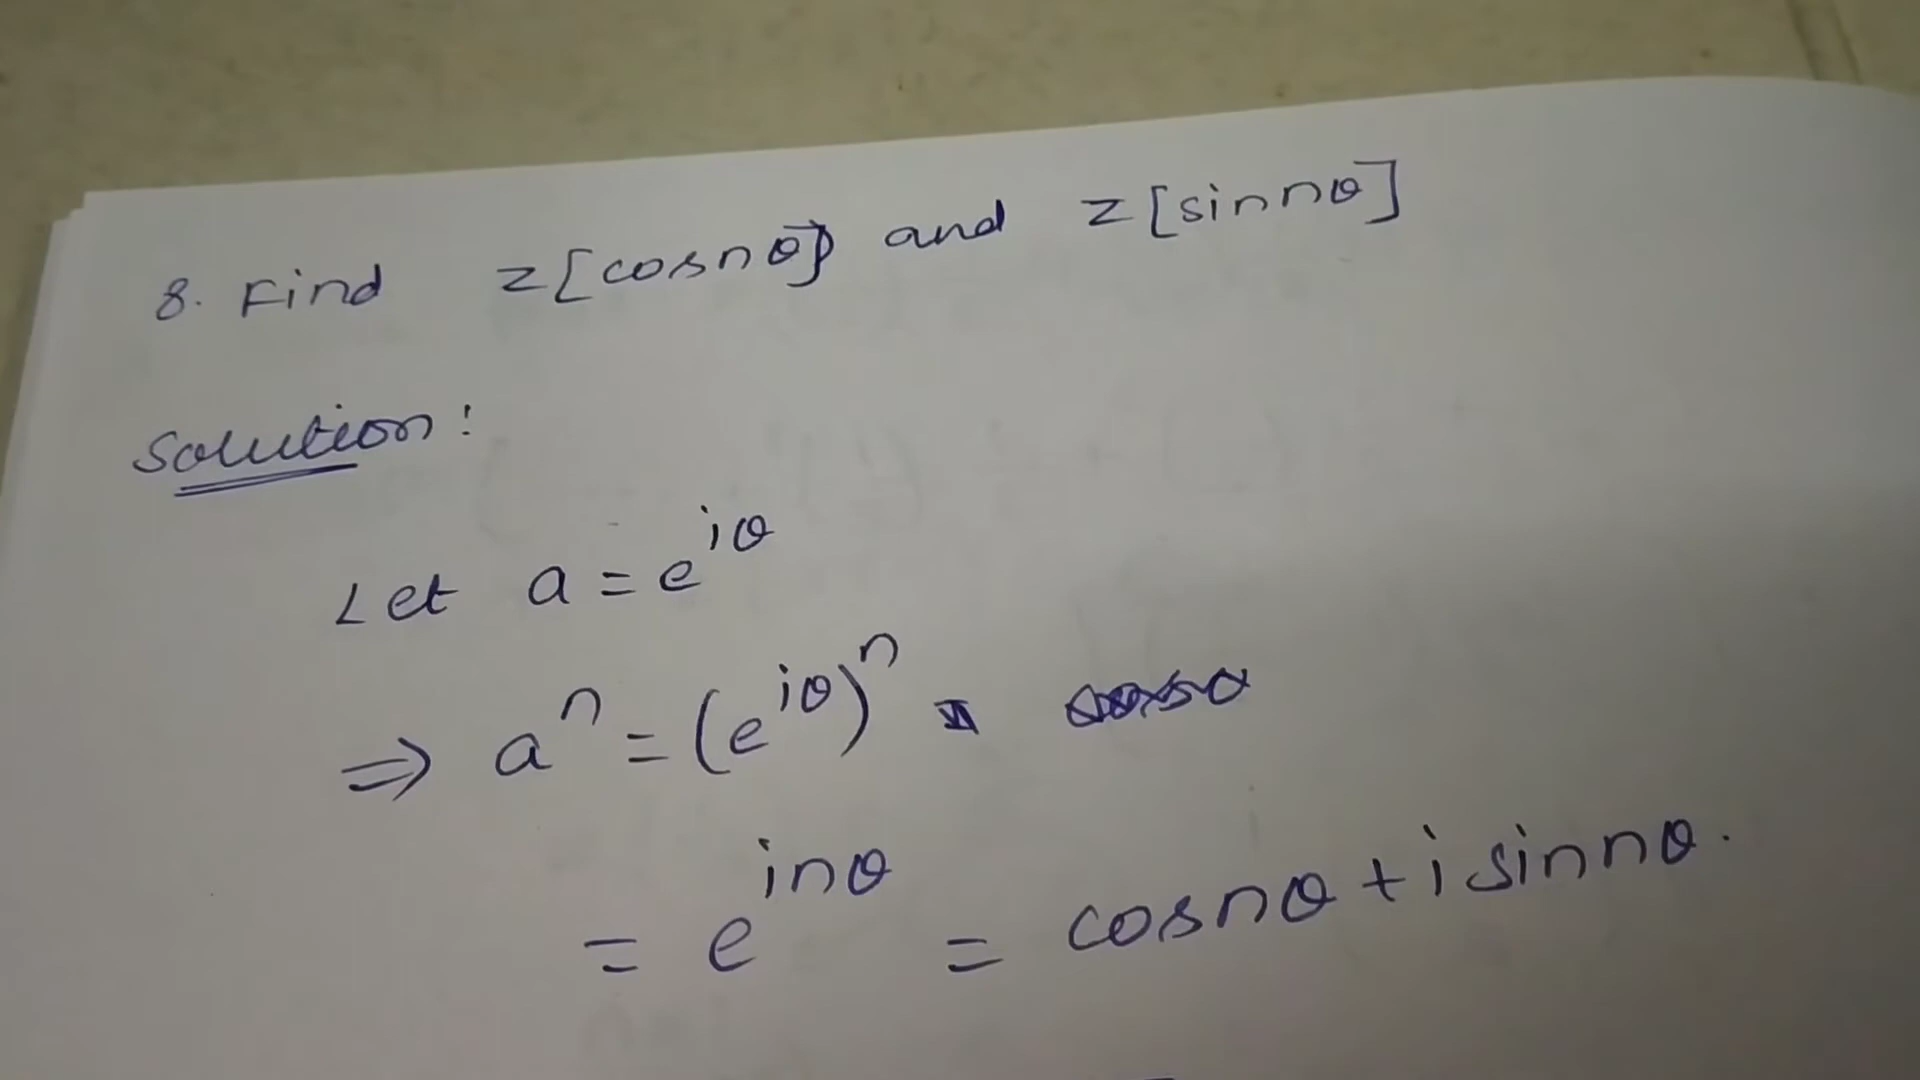 8. Find z[cosnθ] and z[sinnθ]
Solution:
Let a = e^{iθ}
⇒ a^n = (e^{iθ})^n
= e^{inθ} = cosnθ + i sinnθ.